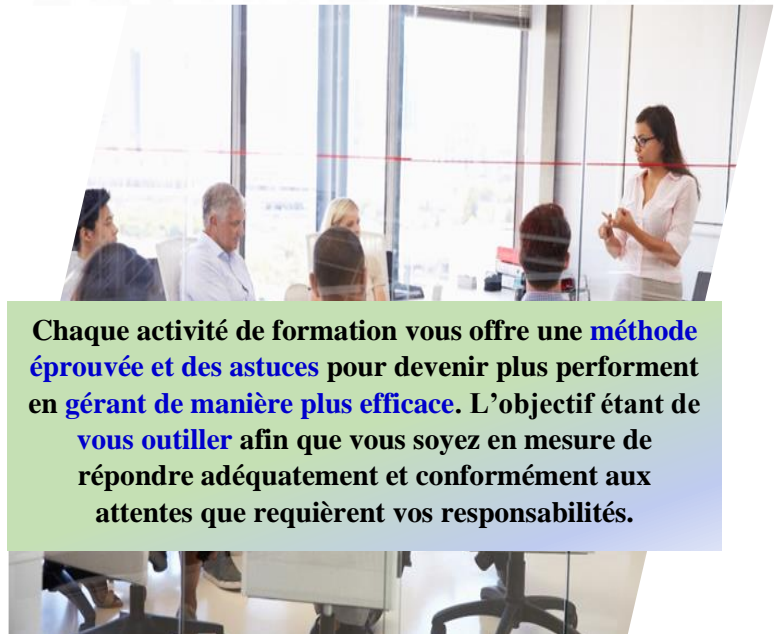 Chaque activité de formation vous offre une méthode
éprouvée et des astuces pour devenir plus performent
en gérant de manière plus efficace. L’objectif étant de
vous outiller afin que vous soyez en mesure de
répondre adéquatement et conformément aux
attentes que requièrent vos responsabilités.